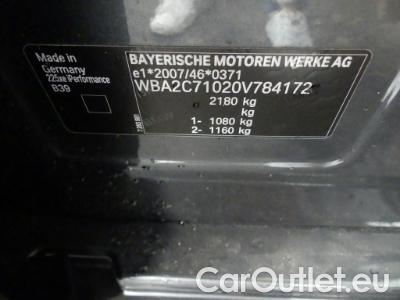 Made in
Germany
225xe iPerformance
B39
BAYERISCHE MOTOREN WERKE AG
e1*2007/46*0371
WBA2C71020V784172
2180 kg
kg
1- 1080 kg
2- 1160 kg
CarOutlet.eu